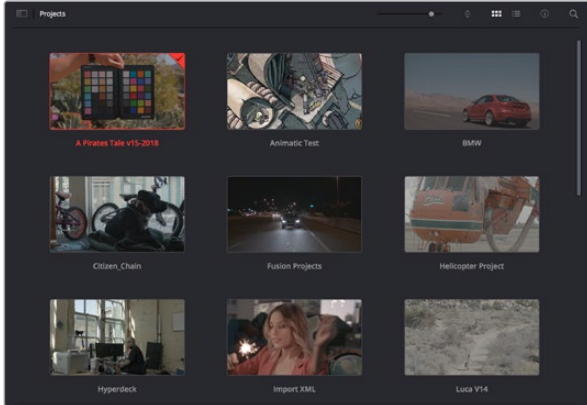 Projects
A Pirates Tale v15-2018
Animatic Test
BMW
Citizen_Chain
Fusion Projects
Helicopter Project
Hyperdeck
Import XML
Luca V14